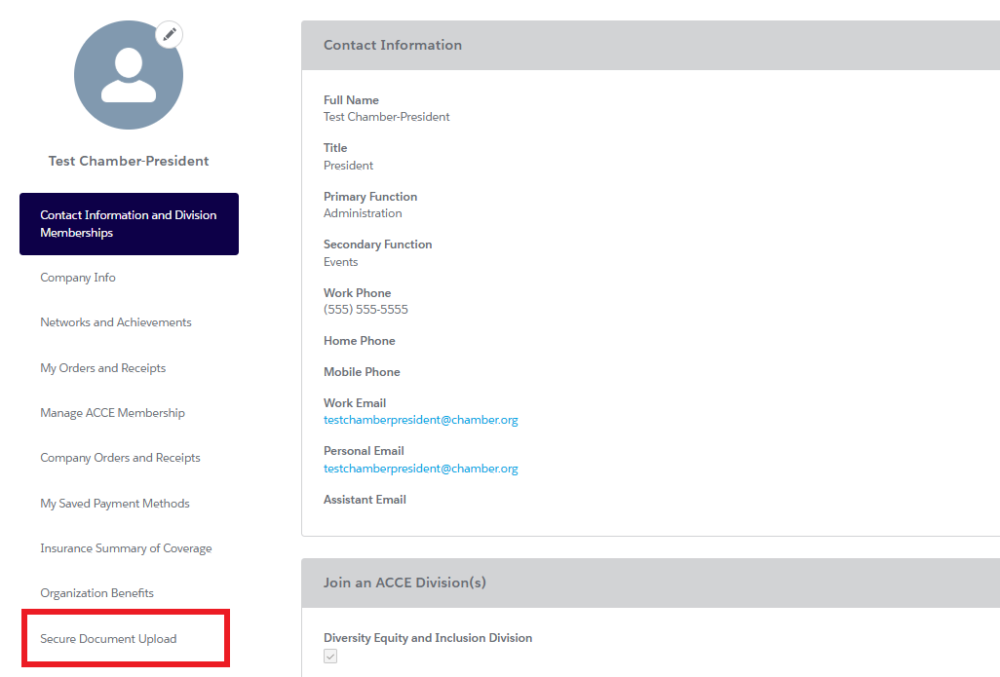 Test Chamber-President
Contact Information and Division
Memberships
Company Info
Networks and Achievements
My Orders and Receipts
Manage ACCE Membership
Company Orders and Receipts
My Saved Payment Methods
Insurance Summary of Coverage
Organization Benefits
Secure Document Upload
Contact Information
Full Name
Test Chamber-President
Title
President
Primary Function
Administration
Secondary Function
Events
Work Phone
(555) 555-5555
Home Phone
Mobile Phone
Work Email
testchamberpresident@chamber.org
Personal Email
testchamberpresident@chamber.org
Assistant Email
Join an ACCE Division(s)
Diversity Equity and Inclusion Division